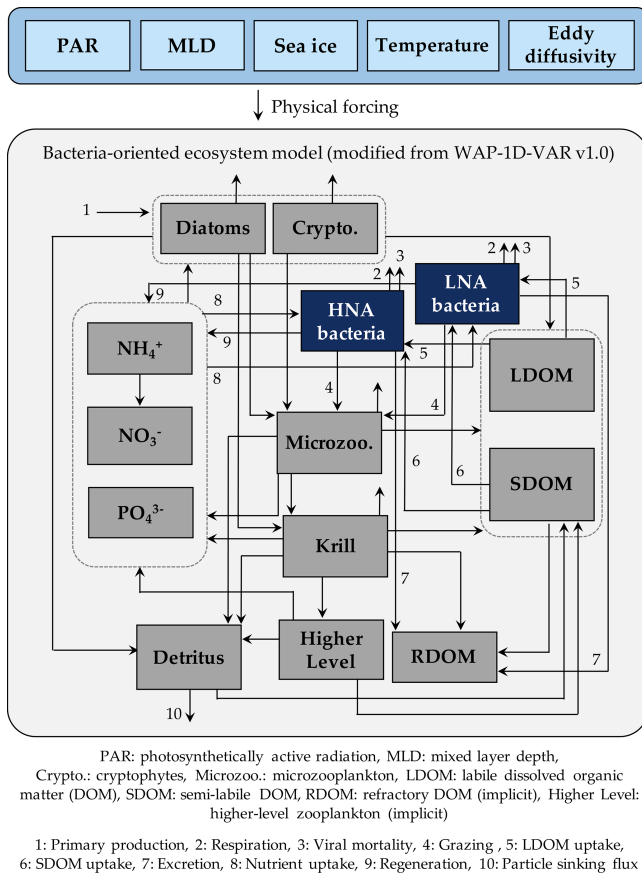 PAR
MLD
Sea ice
Temperature
Eddy
diffusivity
Physical forcing
Bacteria-oriented ecosystem model (modified from WAP-1D-VAR v1.0)
1
Diatoms
Crypto.
2
3
2
3
LNA
bacteria
5
9
8
HNA
bacteria
9
5
NH₄⁺
8
LDOM
4
4
NO₃⁻
Microzoo.
6
6
SDOM
PO₄³⁻
Krill
7
Detritus
Higher
Level
RDOM
7
10
PAR: photosynthetically active radiation, MLD: mixed layer depth,
Crypto.: cryptophytes, Microzoo.: microzooplankton, LDOM: labile dissolved organic
matter (DOM), SDOM: semi-labile DOM, RDOM: refractory DOM (implicit), Higher Level:
higher-level zooplankton (implicit)
1: Primary production, 2: Respiration, 3: Viral mortality, 4: Grazing , 5: LDOM uptake,
6: SDOM uptake, 7: Excretion, 8: Nutrient uptake, 9: Regeneration, 10: Particle sinking flux